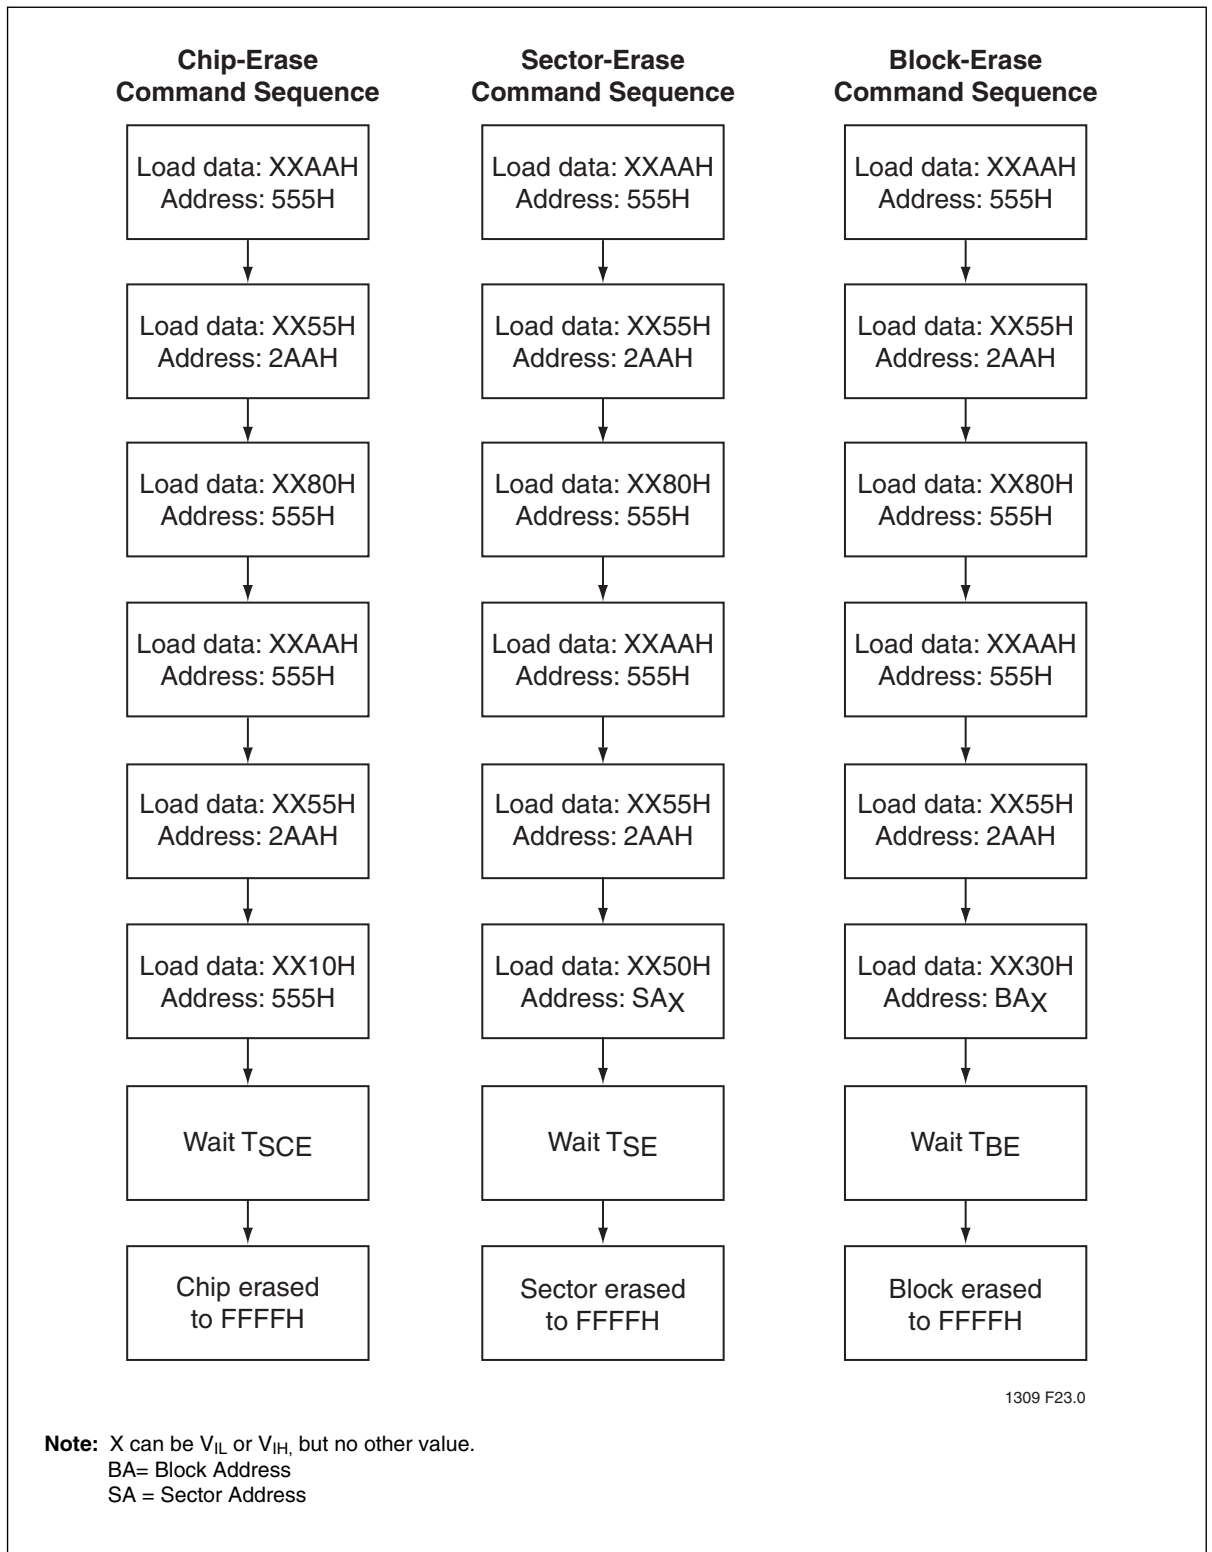 Chip-Erase
Command Sequence
Load data: XXAAH
Address: 555H
Load data: XX55H
Address: 2AAH
Load data: XX80H
Address: 555H
Load data: XXAAH
Address: 555H
Load data: XX55H
Address: 2AAH
Load data: XX10H
Address: 555H
Wait TSCE
Chip erased
to FFFFH
Sector-Erase
Command Sequence
Load data: XXAAH
Address: 555H
Load data: XX55H
Address: 2AAH
Load data: XX80H
Address: 555H
Load data: XXAAH
Address: 555H
Load data: XX55H
Address: 2AAH
Load data: XX50H
Address: SAX
Wait TSE
Sector erased
to FFFFH
Block-Erase
Command Sequence
Load data: XXAAH
Address: 555H
Load data: XX55H
Address: 2AAH
Load data: XX80H
Address: 555H
Load data: XXAAH
Address: 555H
Load data: XX55H
Address: 2AAH
Load data: XX30H
Address: BAX
Wait TBE
Block erased
to FFFFH
1309 F23.0
Note: X can be VIL or VIH, but no other value.
BA= Block Address
SA = Sector Address